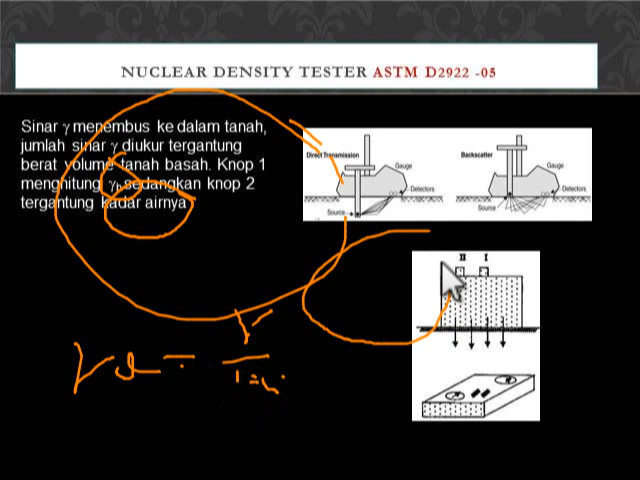 NUCLEAR DENSITY TESTER ASTM D2922 -05
Sinar γ menembus ke dalam tanah,
jumlah sinar γ diukur tergantung
berat volume tanah basah. Knop 1
menghitung γb sedangkan knop 2
tergantung kadar airnya
Direct Transmission
Gauge
Detectors
Source
Backscatter
Gauge
Detectors
Source
II I